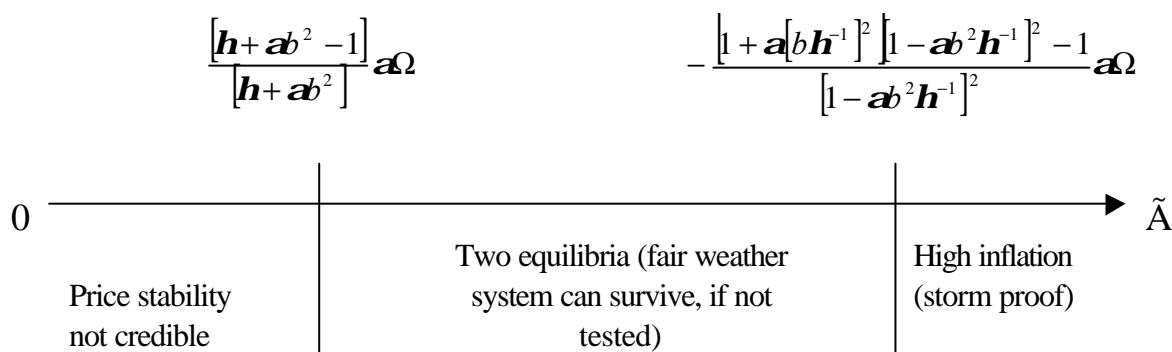 [h+ab² −1]/[h+ab²] aΩ
− [1+a[bh⁻¹]²][1−ab²h⁻¹]² −1/[1−ab²h⁻¹]² aΩ
0
Ã
Price stability
not credible
Two equilibria (fair weather
system can survive, if not
tested)
High inflation
(storm proof)